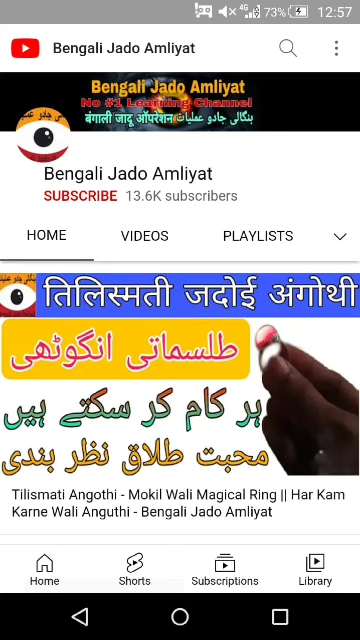 4G 73% 12:57
Bengali Jado Amliyat
Bengali Jado Amliyat
No #1 Learning Channel
बंगाली जादू ऑपरेशन بنگالی جادو عملیات
Bengali Jado Amliyat
SUBSCRIBE 13.6K subscribers
HOME VIDEOS PLAYLISTS
तिलिस्मती जदोई अंगोथी
طلسماتی انگوٹھی
ہر کام کر سکتے ہیں
محبت طلاق نظر بندی
Tilismati Angothi - Mokil Wali Magical Ring || Har Kam
Karne Wali Anguthi - Bengali Jado Amliyat
Home Shorts Subscriptions Library